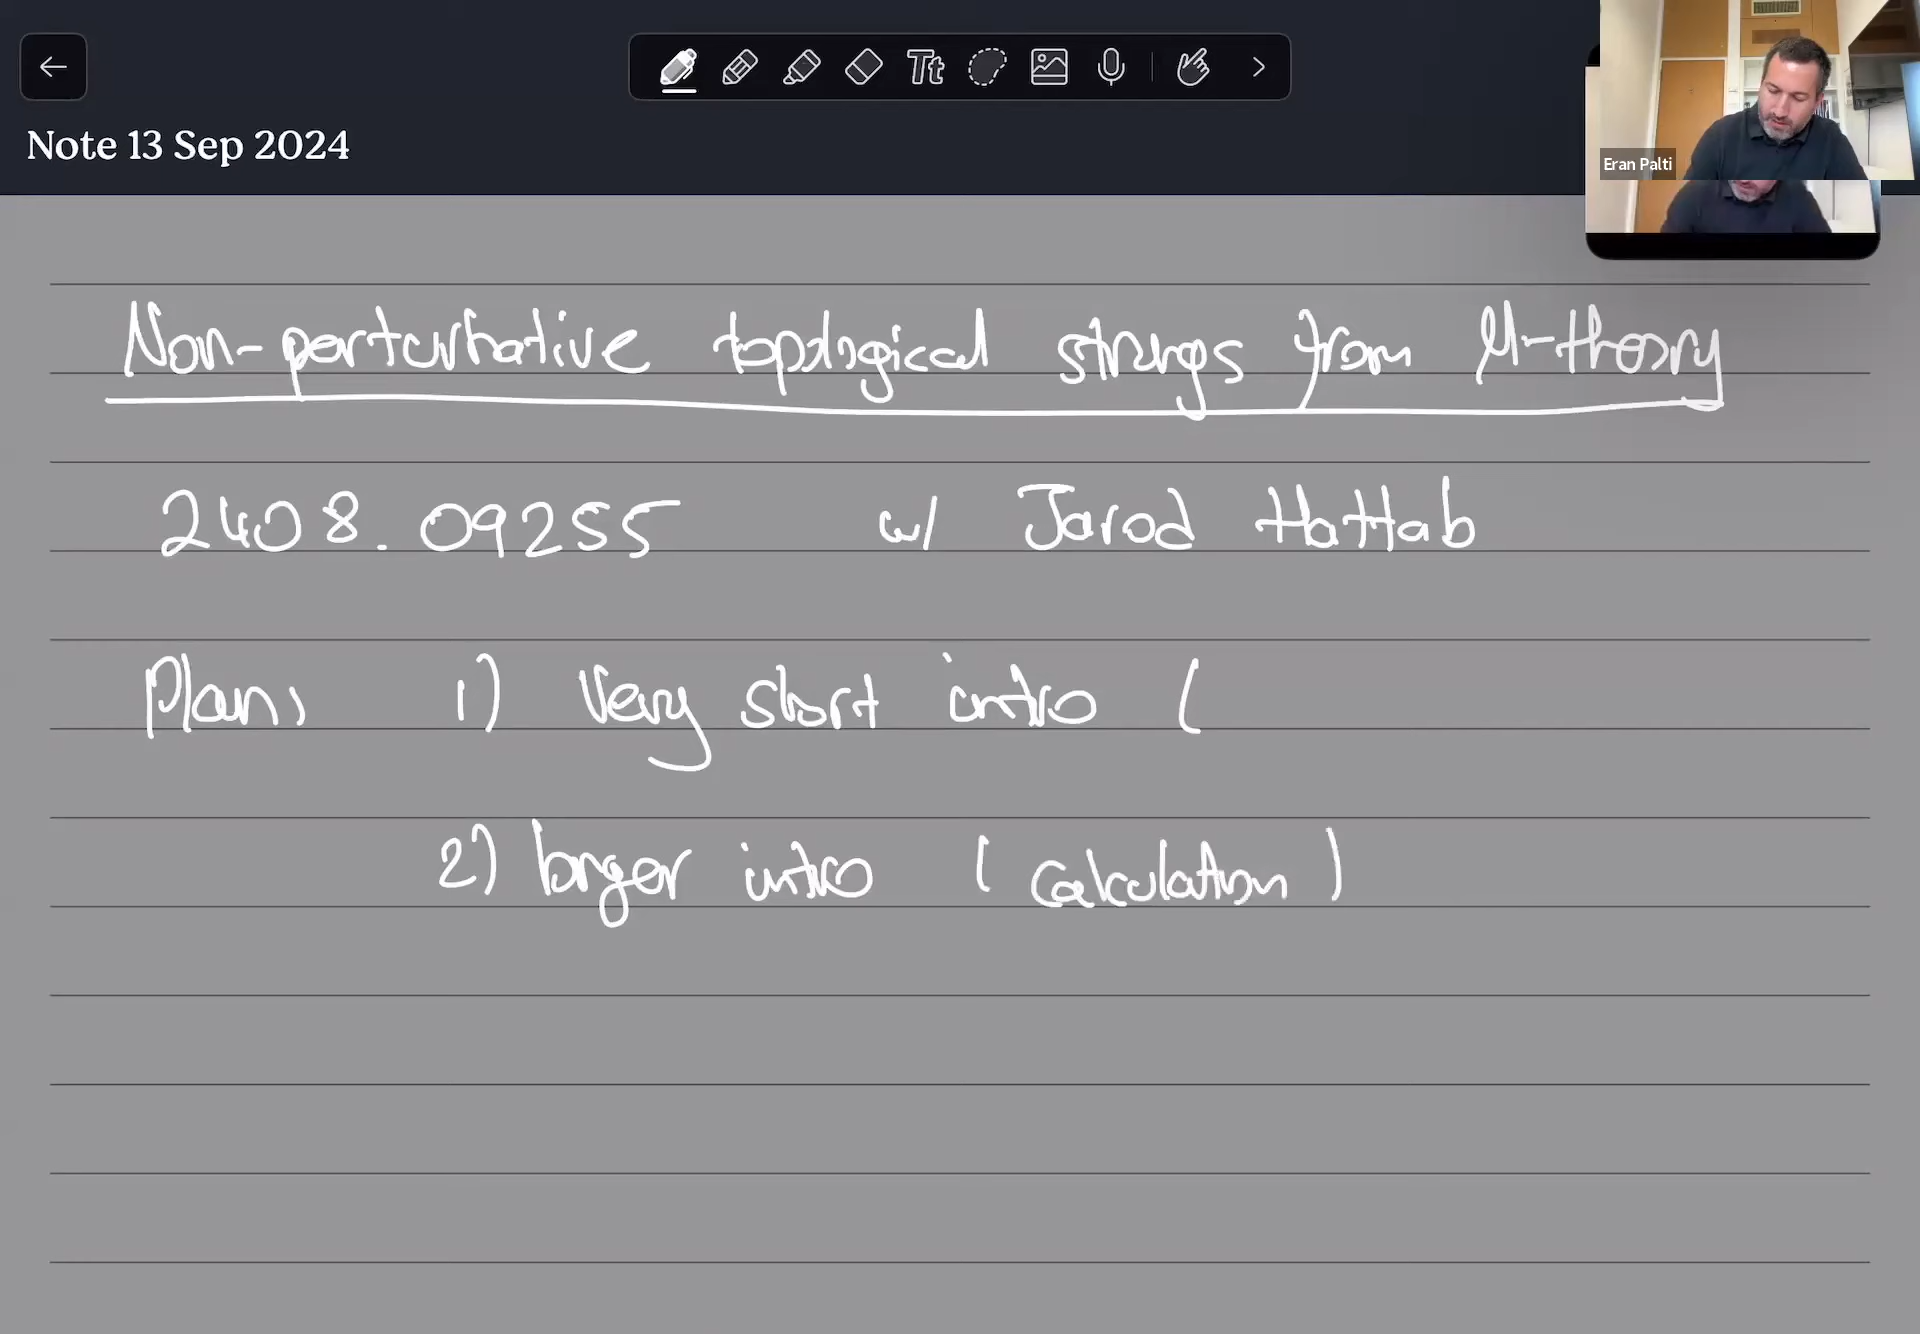 Tt
Note 13 Sep 2024
Eran Palti
Non-perturbative topological strings from M-theory
2408.09255 w/ Jarod Hattab
Plan: 1) Very short intro (
2) longer intro ( calculation )